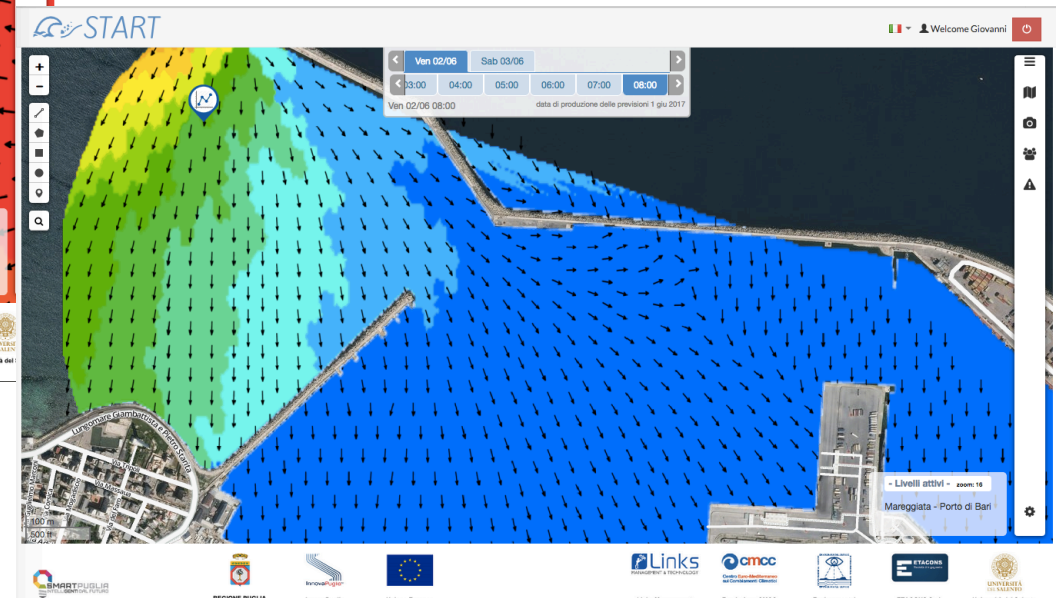 START
Welcome Giovanni
Ven 02/06
Sab 03/06
03:00
04:00
05:00
06:00
07:00
08:00
Ven 02/06 08:00
data di produzione delle previsioni 1 giu 2017
+
−
Lungomare Giambattista e Pietro Starita
100 m
500 ft
- Livelli attivi - zoom: 16
Mareggiata - Porto di Bari
SMARTPUGLIA
INTELLIGENTI DAL FUTURO
REGIONE PUGLIA
InnovaPuglia
Links
MANAGEMENT & TECHNOLOGY
cmcc
Centro Euro-Mediterraneo
sui Cambiamenti Climatici
ETACONS
UNIVERSITÀ
DEL SALENTO